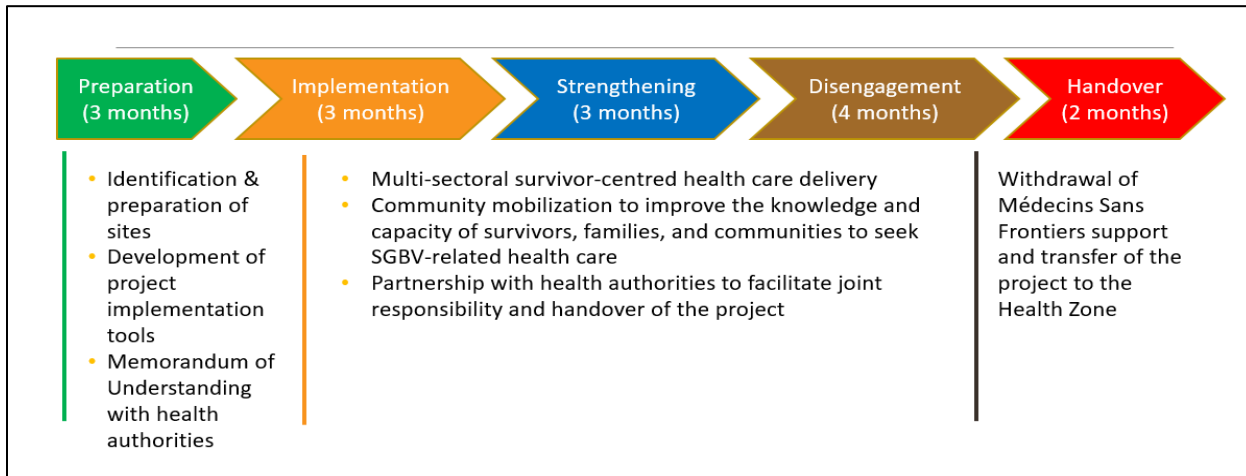 Preparation
(3 months)
Implementation
(3 months)
Strengthening
(3 months)
Disengagement
(4 months)
Handover
(2 months)
• Identification &
preparation of
sites
• Development of
project
implementation
tools
• Memorandum of
Understanding
with health
authorities
• Multi-sectoral survivor-centred health care delivery
• Community mobilization to improve the knowledge and
capacity of survivors, families, and communities to seek
SGBV-related health care
• Partnership with health authorities to facilitate joint
responsibility and handover of the project
Withdrawal of
Médecins Sans
Frontiers support
and transfer of the
project to the
Health Zone